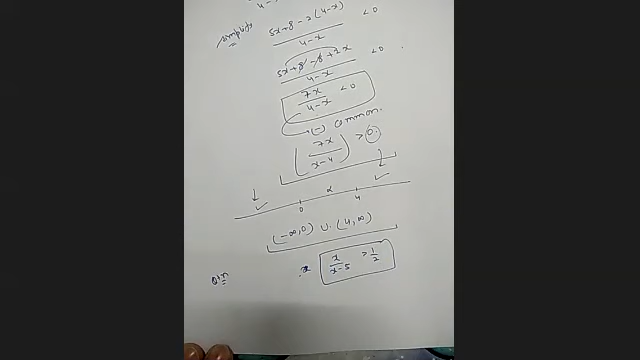 5x+8-2(4-x) / 4-x < 0
5x+8-8+2x / 4-x < 0
7x / 4-x < 0
(-) common.
(7x / x-4) > 0.
0 4
(-∞,0) ∪ (4,∞)
x / x-5 > 1/2